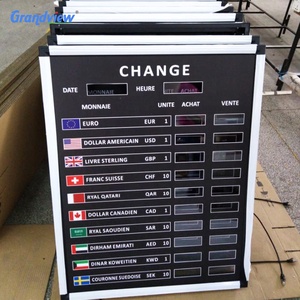 Grandview
CHANGE
DATE MONNAIE HEURE ACHAT
MONNAIE UNITE ACHAT VENTE
EURO EUR 1
DOLLAR AMERICAIN USD 1
LIVRE STERLING GBP 1
FRANC SUISSE CHF 10
RYAL QATARI QAR 10
DOLLAR CANADIEN CAD 1
RYAL SAOUDIEN SAR 10
DIRHAM EMIRATI AED 10
DINAR KOWEITIEN KWD 1
COURONNE SUEDOISE SEK 10